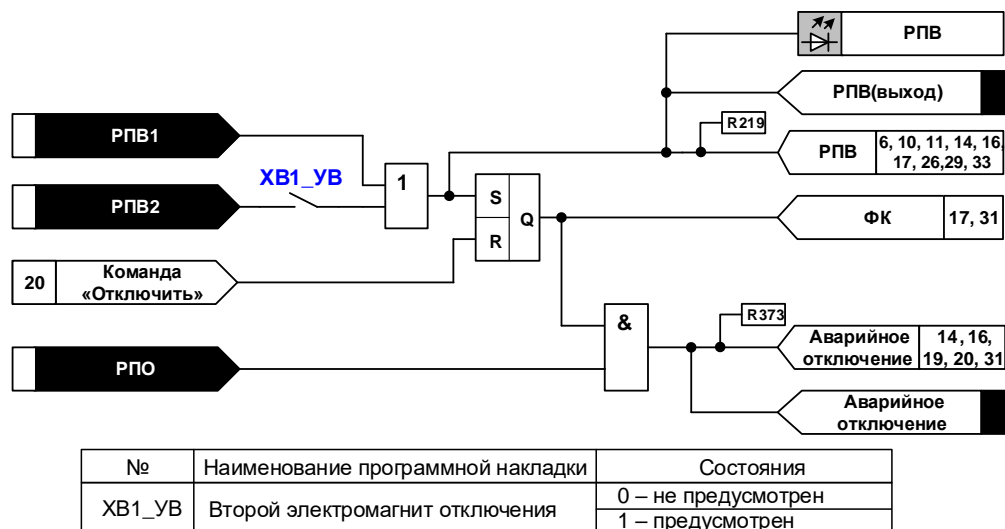 РПВ
РПВ(выход)
R219
РПВ
6, 10, 11, 14, 16,
17, 26,29, 33
РПВ1
ХВ1_УВ
1
РПВ2
S
R
Q
ФК
17, 31
20
Команда
«Отключить»
&
R373
Аварийное
отключение
14, 16,
19, 20, 31
РПО
Аварийное
отключение
№ Наименование программной накладки Состояния
ХВ1_УВ Второй электромагнит отключения
0 – не предусмотрен
1 – предусмотрен